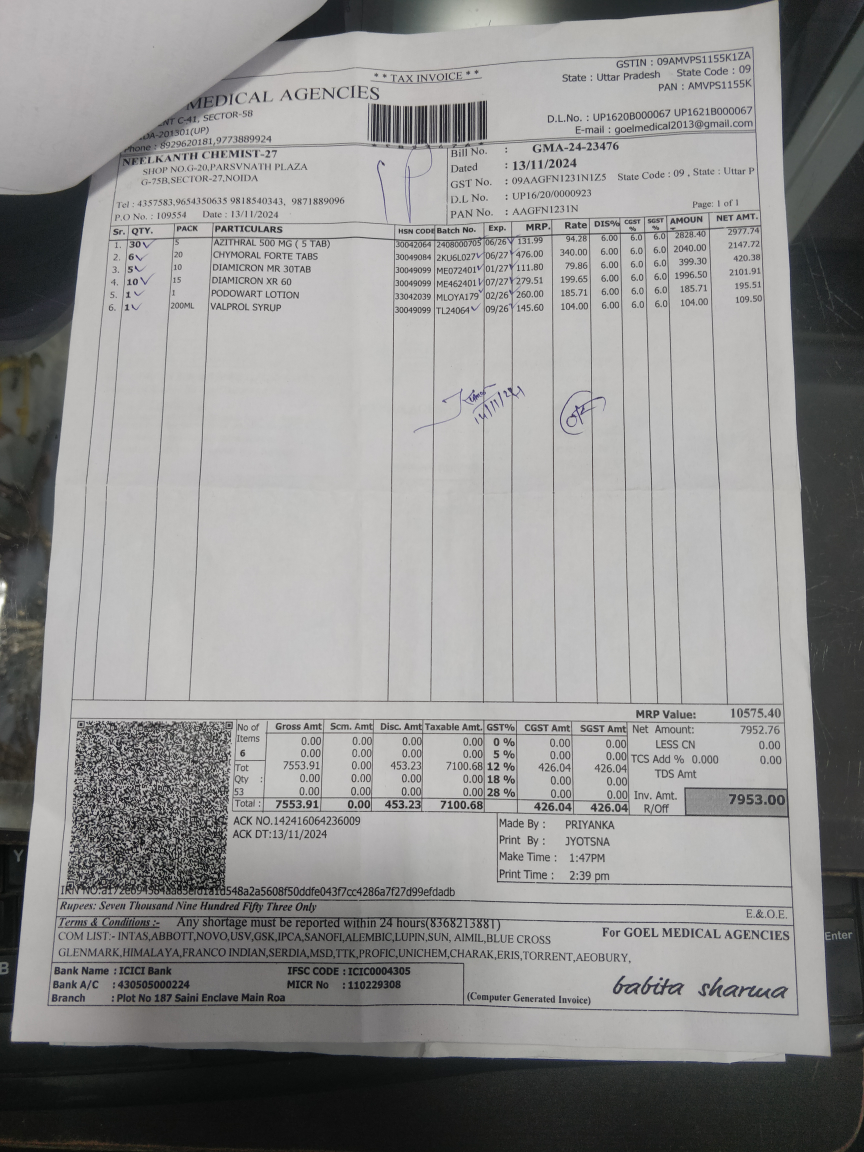 * * TAX INVOICE * *
GSTIN : 09AMVPS1155K1ZA
State : Uttar Pradesh State Code : 09
PAN : AMVPS1155K
MEDICAL AGENCIES
C-41, SECTOR-58
201301(UP)
Phone : 8929620181,9773889924
D.L.No. : UP1620B000067 UP1621B000067
E-mail : goelmedical2013@gmail.com
NEELKANTH CHEMIST-27
SHOP NO.G-20,PARSVNATH PLAZA
G-75B,SECTOR-27,NOIDA
Tel : 4357583,9654350635 9818540343, 9871889096
P.O No. : 109554 Date : 13/11/2024
Bill No. : GMA-24-23476
Dated : 13/11/2024
GST No. : 09AAGFN1231N1Z5 State Code : 09 , State : Uttar P
D.L No. : UP16/20/0000923
PAN No. : AAGFN1231N
Page: 1 of 1
Sr. QTY. PACK PARTICULARS HSN CODE Batch No. Exp. MRP. Rate DIS% CGST % SGST % AMOUN NET AMT.
1. 30 5 AZITHRAL 500 MG ( 5 TAB) 30042064 2408000705 06/26 131.99 94.28 6.00 6.0 6.0 2828.40 2977.74
2. 6 20 CHYMORAL FORTE TABS 30049084 2KU6L027 06/27 476.00 340.00 6.00 6.0 6.0 2040.00 2147.72
3. 5 10 DIAMICRON MR 30TAB 30049099 ME072401 01/27 111.80 79.86 6.00 6.0 6.0 399.30 420.38
4. 10 15 DIAMICRON XR 60 30049099 ME462401 07/27 279.51 199.65 6.00 6.0 6.0 1996.50 2101.91
5. 1 1 PODOWART LOTION 33042039 MLOYA179 02/26 260.00 185.71 6.00 6.0 6.0 185.71 195.51
6. 1 200ML VALPROL SYRUP 30049099 TL24064 09/26 145.60 104.00 6.00 6.0 6.0 104.00 109.50
MRP Value: 10575.40
No of Items 6 Tot Qty : 53
Gross Amt Scm. Amt Disc. Amt Taxable Amt. GST% CGST Amt SGST Amt
0.00 0.00 0.00 0.00 0 % 0.00 0.00
0.00 0.00 0.00 0.00 5 % 0.00 0.00
7553.91 0.00 453.23 7100.68 12 % 426.04 426.04
0.00 0.00 0.00 0.00 18 % 0.00 0.00
0.00 0.00 0.00 0.00 28 % 0.00 0.00
Total : 7553.91 0.00 453.23 7100.68 426.04 426.04
Net Amount: 7952.76
LESS CN 0.00
TCS Add % 0.000 0.00
TDS Amt
Inv. Amt. 7953.00
R/Off
ACK NO.142416064236009
ACK DT:13/11/2024
Made By : PRIYANKA
Print By : JYOTSNA
Make Time : 1:47PM
Print Time : 2:39 pm
Rupees: Seven Thousand Nine Hundred Fifty Three Only
E.&.O.E.
Terms & Conditions :- Any shortage must be reported within 24 hours(8368213881)
COM LIST:- INTAS,ABBOTT,NOVO,USV,GSK,IPCA,SANOFI,ALEMBIC,LUPIN,SUN, AIMIL,BLUE CROSS
GLENMARK,HIMALAYA,FRANCO INDIAN,SERDIA,MSD,TTK,PROFIC,UNICHEM,CHARAK,ERIS,TORRENT,AEOBURY,
For GOEL MEDICAL AGENCIES
Bank Name : ICICI Bank IFSC CODE : ICIC0004305
Bank A/C : 430505000224 MICR No : 110229308
Branch : Plot No 187 Saini Enclave Main Roa
(Computer Generated Invoice)
babita sharma
Enter